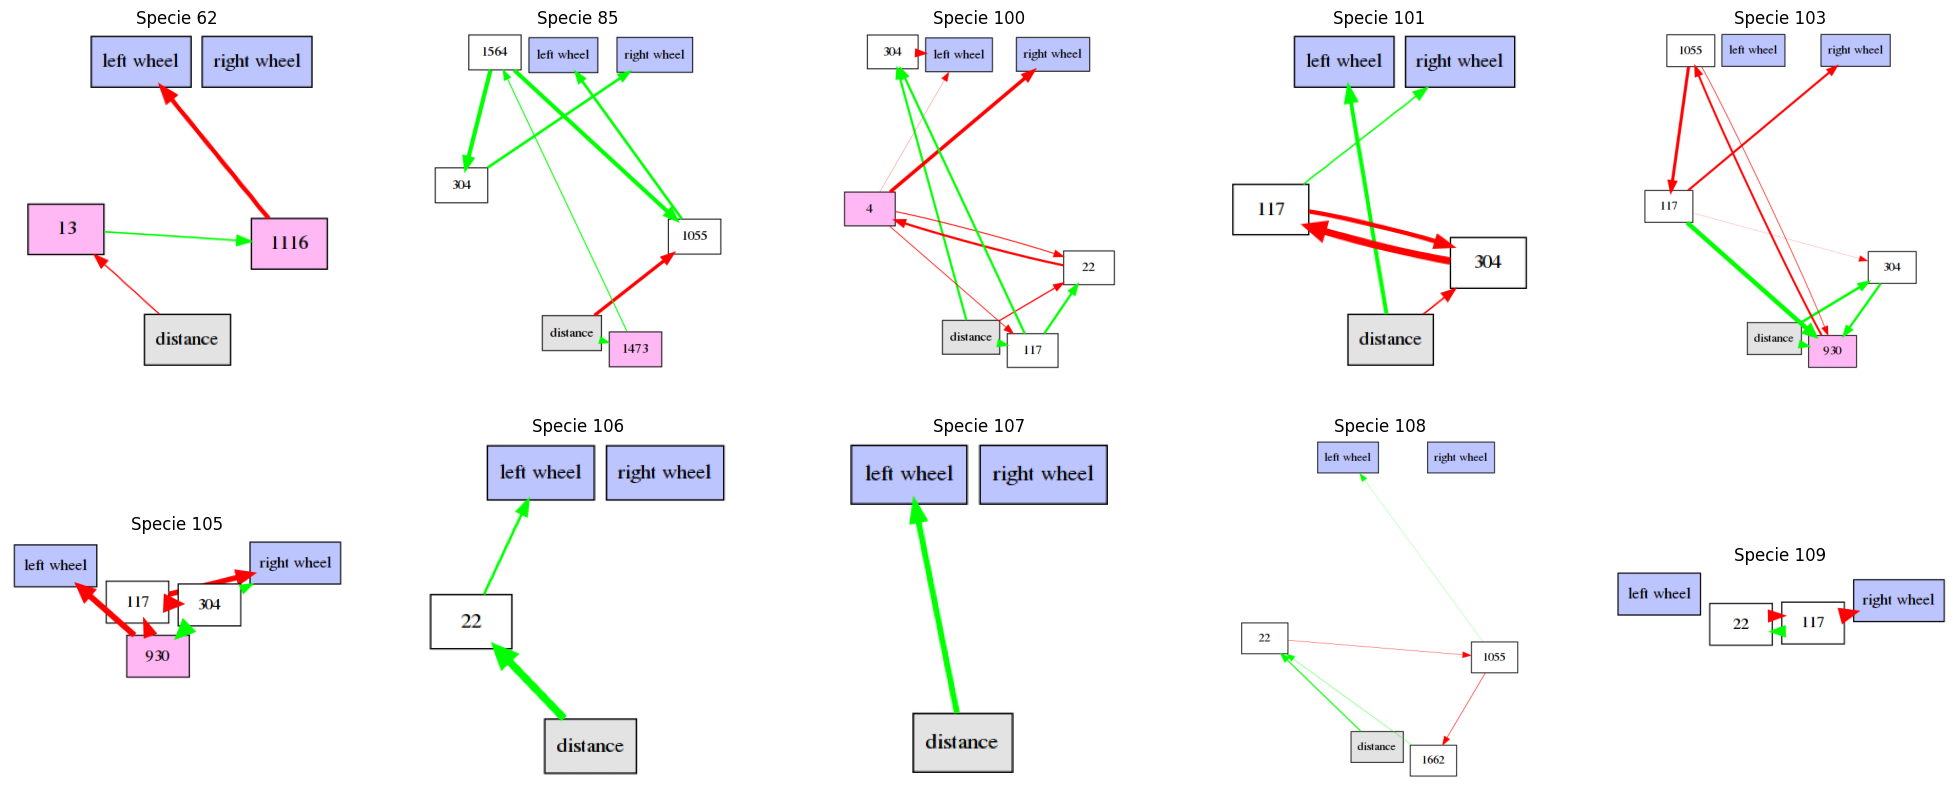 Specie 62
left wheel
right wheel
13
1116
distance
Specie 85
1564
left wheel
right wheel
304
1055
distance
1473
Specie 100
304
left wheel
right wheel
4
22
distance
117
Specie 101
left wheel
right wheel
117
304
distance
Specie 103
1055
left wheel
right wheel
117
304
distance
930
Specie 105
left wheel
right wheel
117
304
930
Specie 106
left wheel
right wheel
22
distance
Specie 107
left wheel
right wheel
distance
Specie 108
left wheel
right wheel
22
1055
distance
1662
Specie 109
left wheel
right wheel
22
117